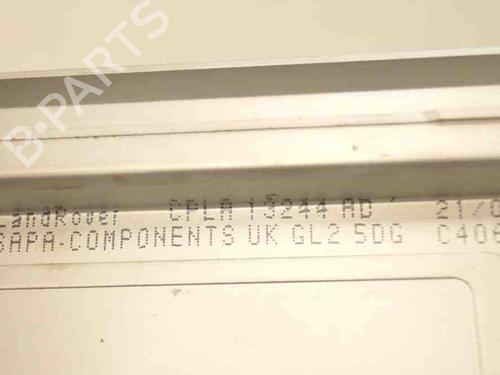 B·PARTS
LandRover CPLA 13244 AD 21/0
SAPA-COMPONENTS UK GL2 5DG C406